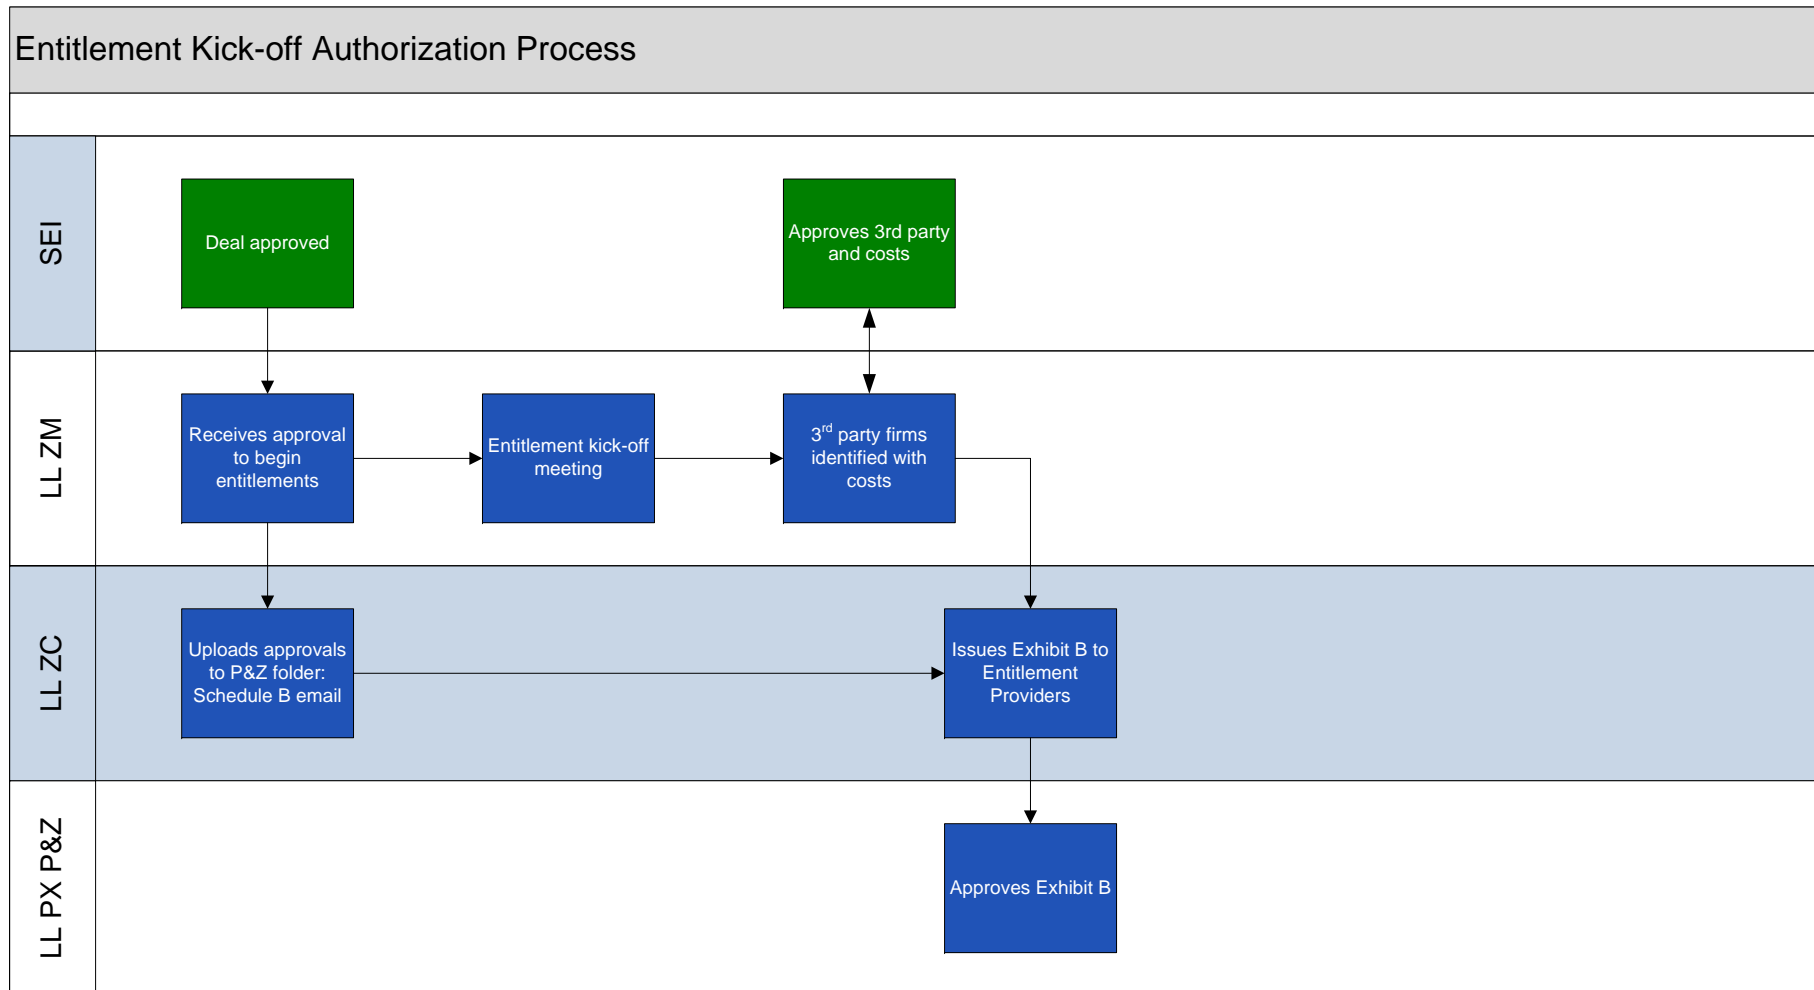 Entitlement Kick-off Authorization Process
SEI
Deal approved
Approves 3rd party
and costs
LL ZM
Receives approval
to begin
entitlements
Entitlement kick-off
meeting
3rd party firms
identified with
costs
LL ZC
Uploads approvals
to P&Z folder:
Schedule B email
Issues Exhibit B to
Entitlement
Providers
LL PX P&Z
Approves Exhibit B